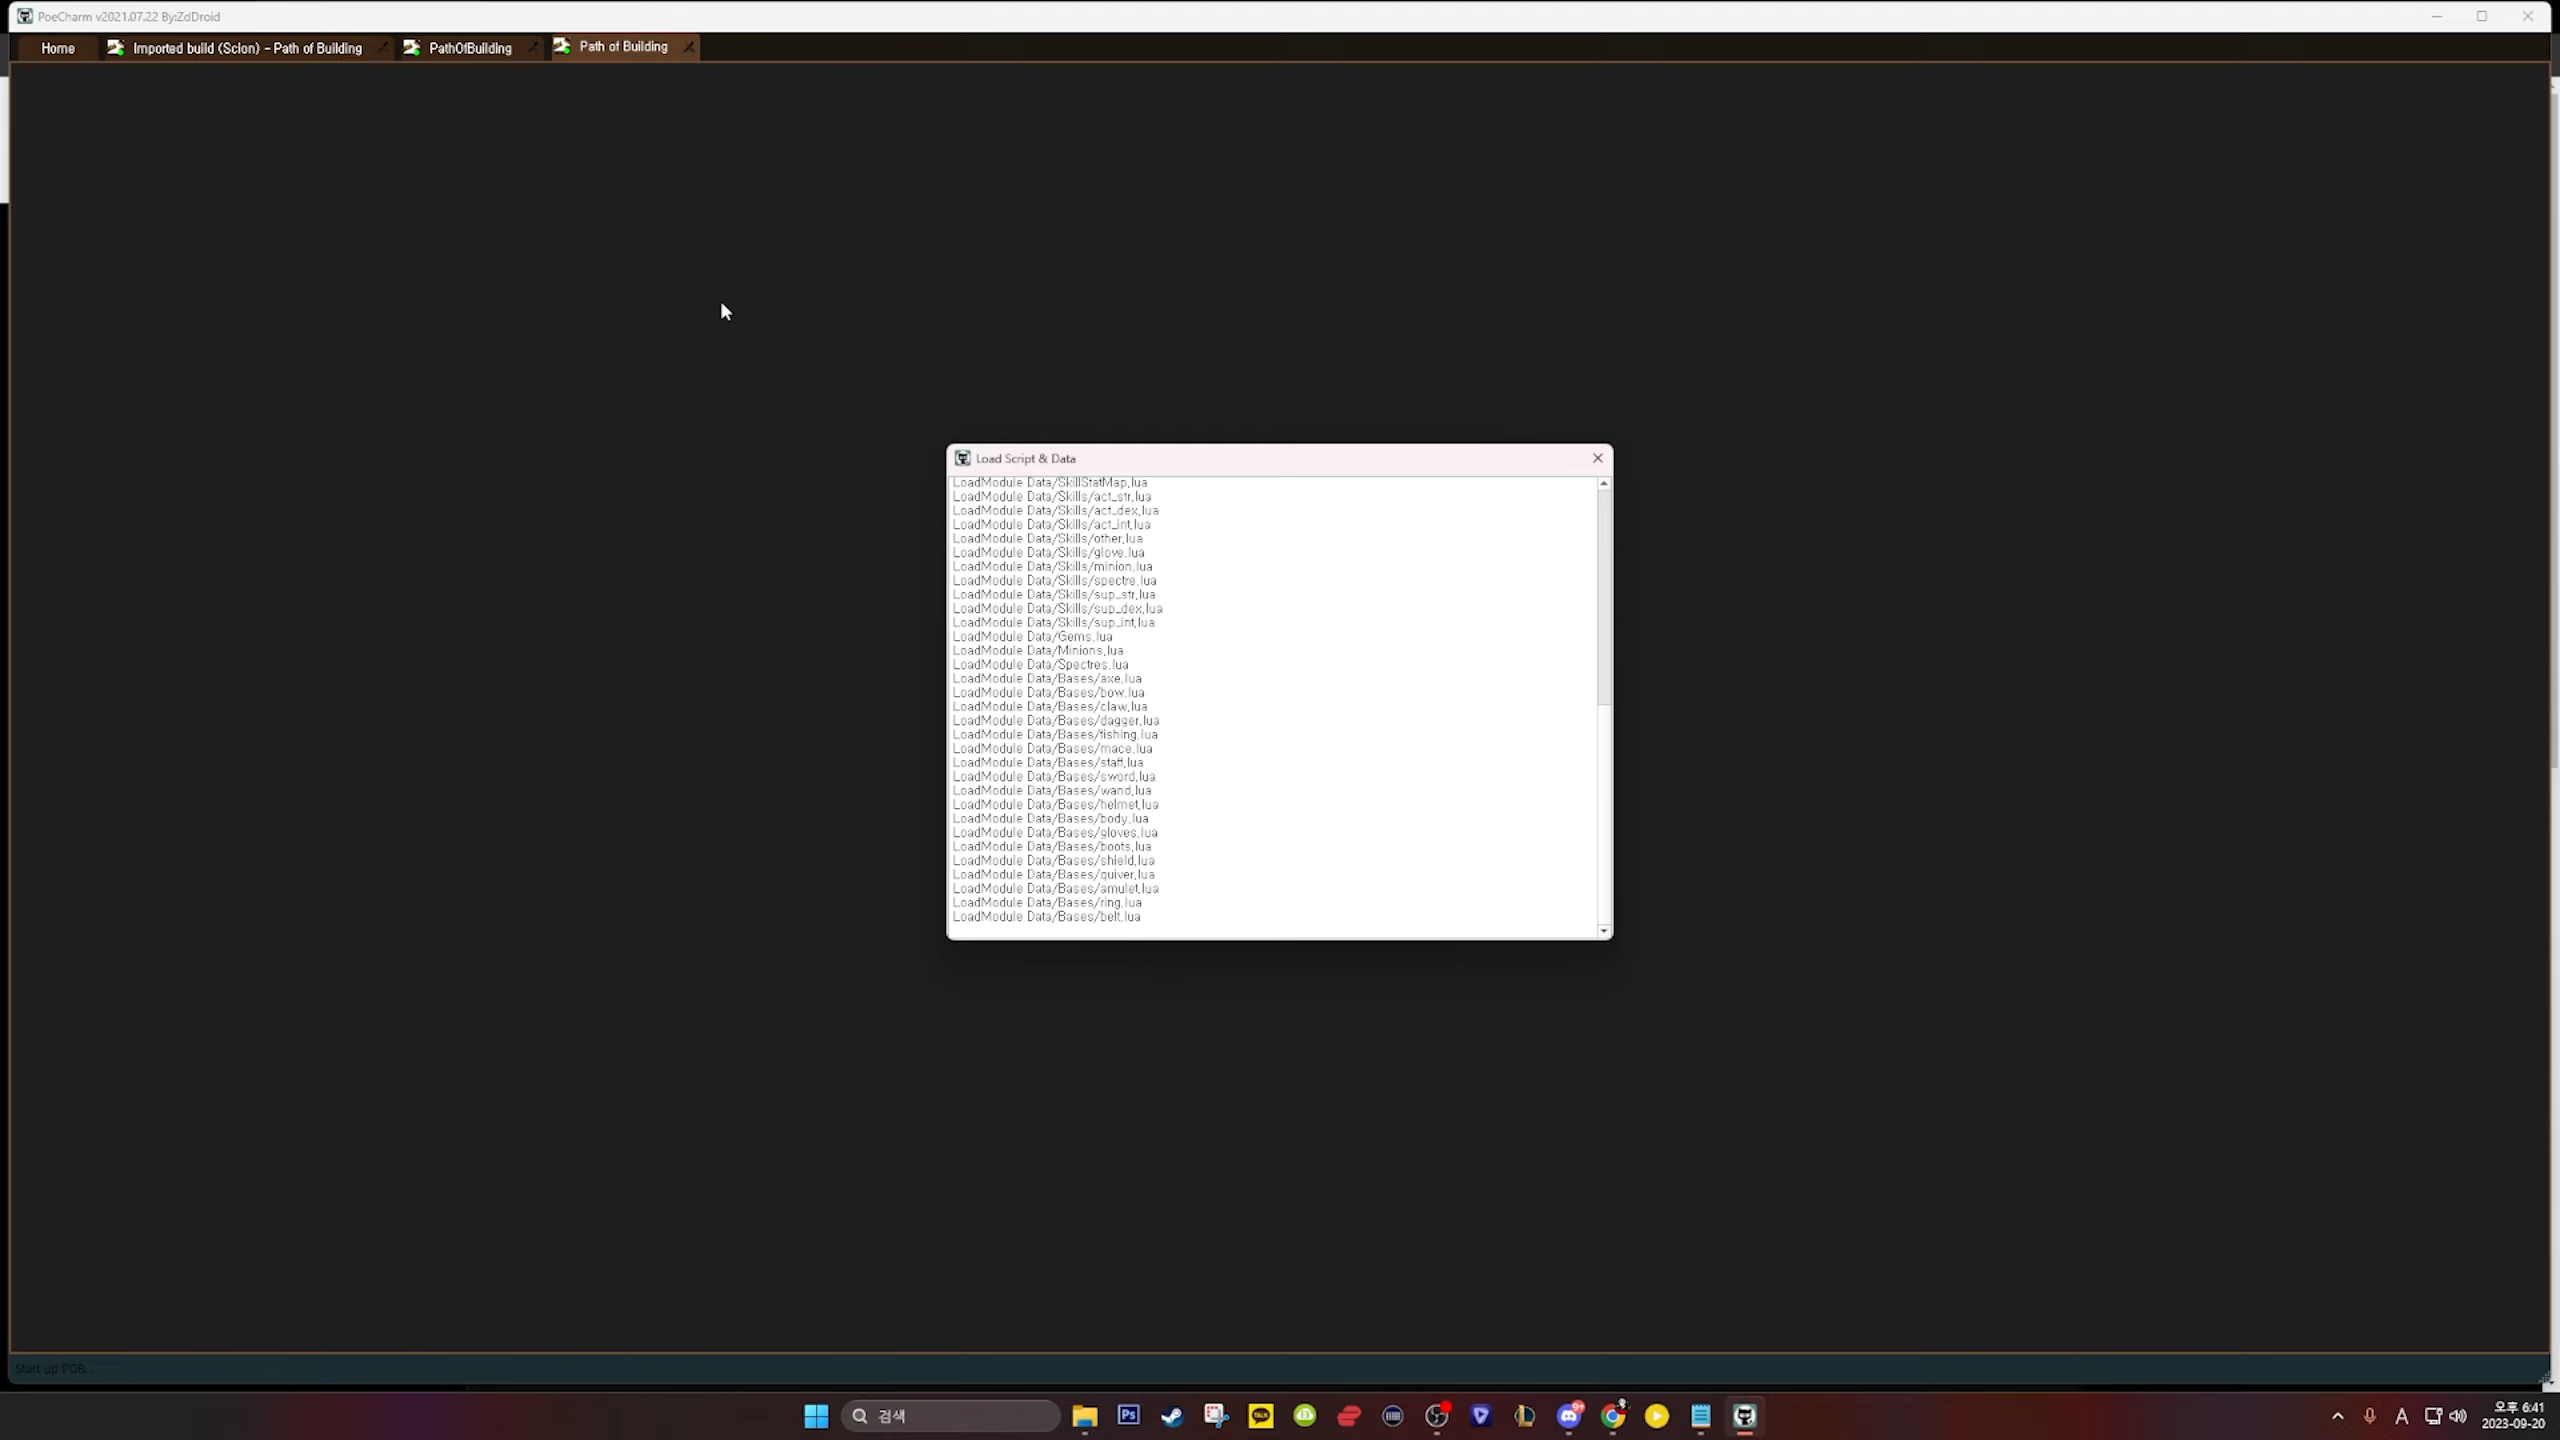 PoeCharm v2021.07.22 By:ZdDroid
Home
Imported build (Scion) - Path of Building
PathOfBuilding
Path of Building
Load Script & Data
LoadModule Data/SkillStatMap.lua
LoadModule Data/Skills/act_str.lua
LoadModule Data/Skills/act_dex.lua
LoadModule Data/Skills/act_int.lua
LoadModule Data/Skills/other.lua
LoadModule Data/Skills/glove.lua
LoadModule Data/Skills/minion.lua
LoadModule Data/Skills/spectre.lua
LoadModule Data/Skills/sup_str.lua
LoadModule Data/Skills/sup_dex.lua
LoadModule Data/Skills/sup_int.lua
LoadModule Data/Gems.lua
LoadModule Data/Minions.lua
LoadModule Data/Spectres.lua
LoadModule Data/Bases/axe.lua
LoadModule Data/Bases/bow.lua
LoadModule Data/Bases/claw.lua
LoadModule Data/Bases/dagger.lua
LoadModule Data/Bases/fishing.lua
LoadModule Data/Bases/mace.lua
LoadModule Data/Bases/staff.lua
LoadModule Data/Bases/sword.lua
LoadModule Data/Bases/wand.lua
LoadModule Data/Bases/helmet.lua
LoadModule Data/Bases/body.lua
LoadModule Data/Bases/gloves.lua
LoadModule Data/Bases/boots.lua
LoadModule Data/Bases/shield.lua
LoadModule Data/Bases/quiver.lua
LoadModule Data/Bases/amulet.lua
LoadModule Data/Bases/ring.lua
LoadModule Data/Bases/belt.lua
Start up POB...
검색
Ps
TALK
9+
A
오후 6:41
2023-09-20